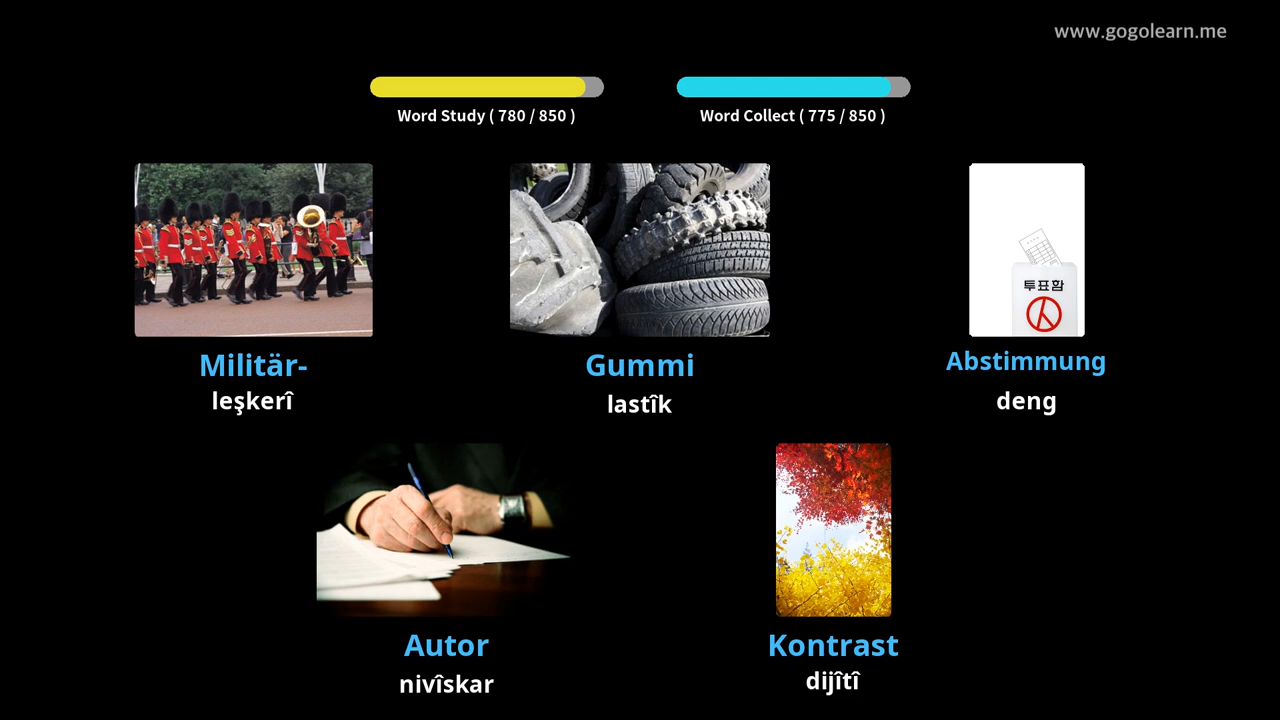 www.gogolearn.me
Word Study ( 780 / 850 )
Word Collect ( 775 / 850 )
투표함
Militär-
leşkerî
Gummi
lastîk
Abstimmung
deng
Autor
nivîskar
Kontrast
dijîtî